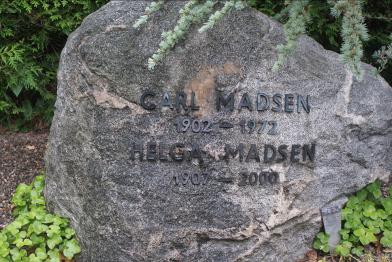 CARL MADSEN
1902 – 1972
HELGA MADSEN
1907 – 2000